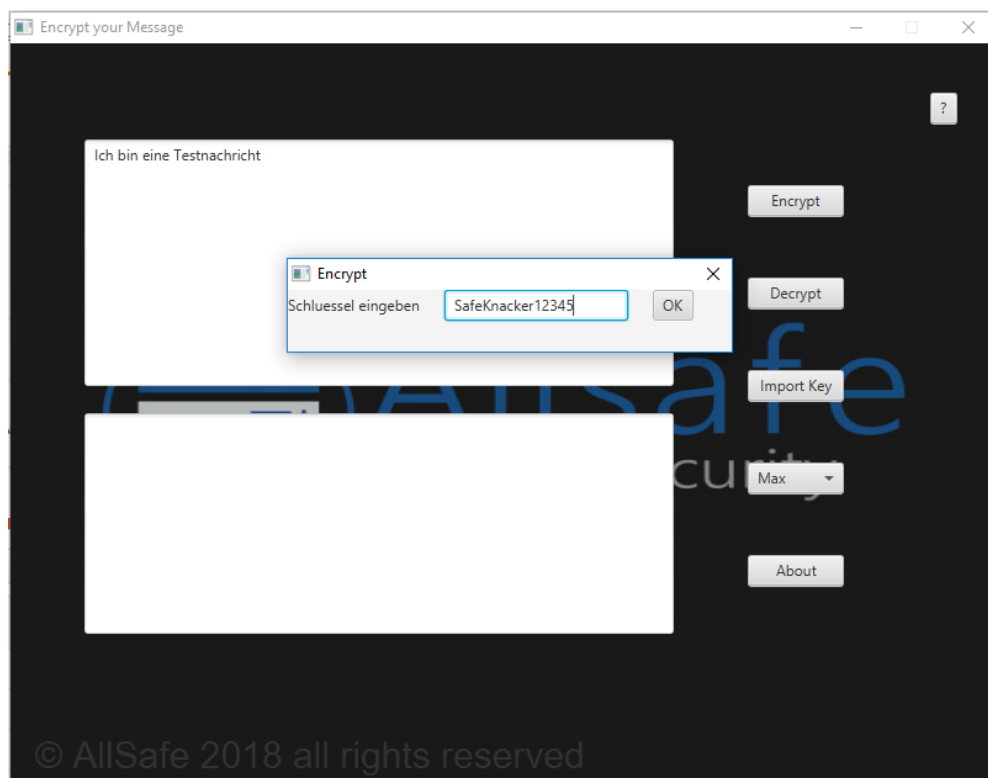 Encrypt your Message
?
Ich bin eine Testnachricht
Encrypt
Encrypt
Schluessel eingeben SafeKnacker12345 OK
Decrypt
Allsafe
Import Key
curity
Max
About
© AllSafe 2018 all rights reserved